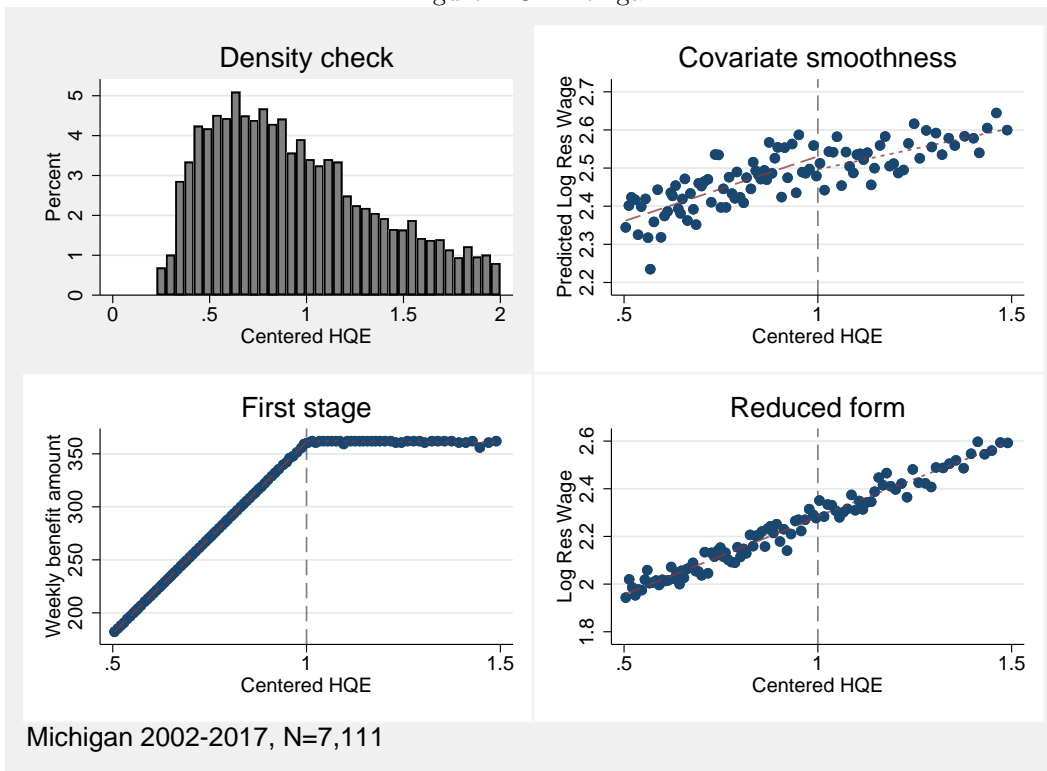 Density check
Percent
5
4
3
2
1
0
0 .5 1 1.5 2
Centered HQE
Covariate smoothness
Predicted Log Res Wage
2.7
2.6
2.5
2.4
2.3
2.2
.5 1 1.5
Centered HQE
First stage
Weekly benefit amount
350
300
250
200
.5 1 1.5
Centered HQE
Reduced form
Log Res Wage
2.6
2.4
2.2
2
1.8
.5 1 1.5
Centered HQE
Michigan 2002-2017, N=7,111